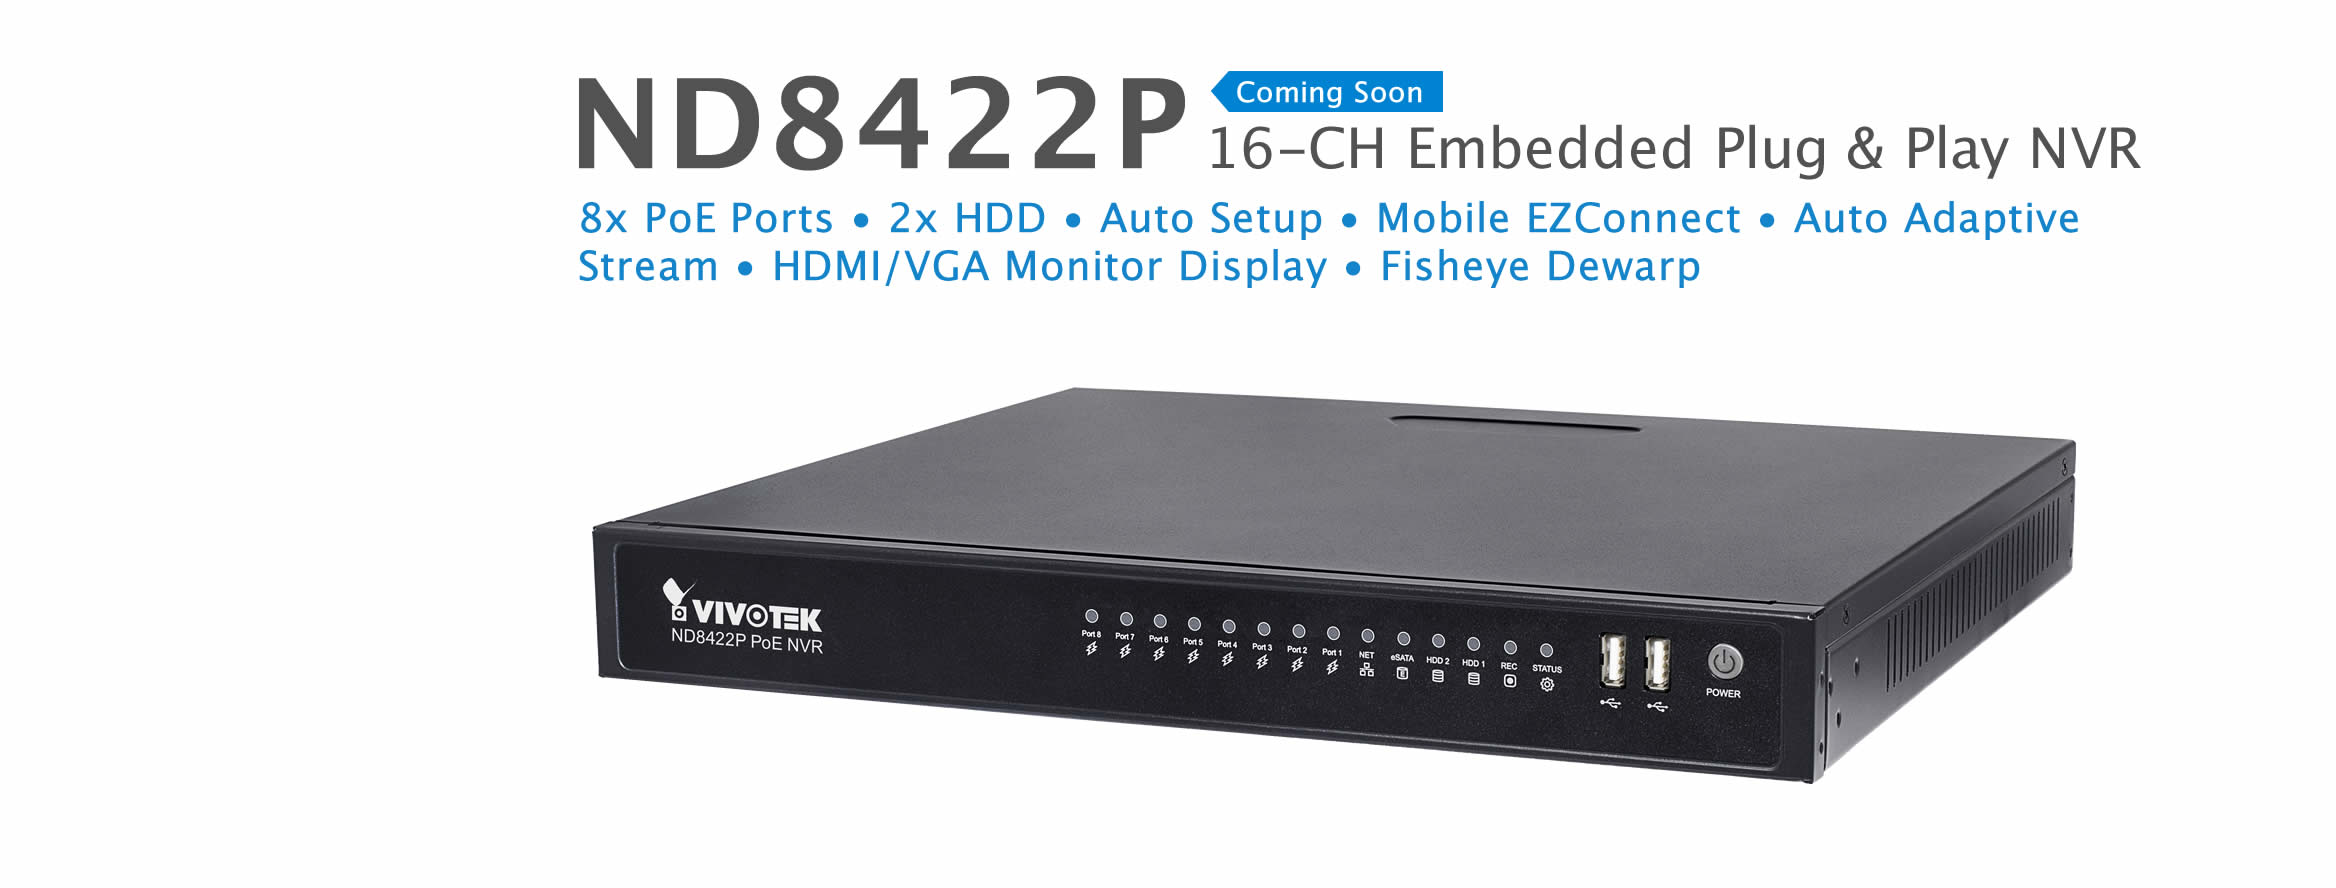 ND8422P
Coming Soon
16-CH Embedded Plug & Play NVR
8x PoE Ports • 2x HDD • Auto Setup • Mobile EZConnect • Auto Adaptive
Stream • HDMI/VGA Monitor Display • Fisheye Dewarp
VIVOTEK
ND8422P PoE NVR
Port 8 Port 7 Port 6 Port 5 Port 4 Port 3 Port 2 Port 1 NET eSATA HDD 2 HDD 1 REC STATUS
POWER